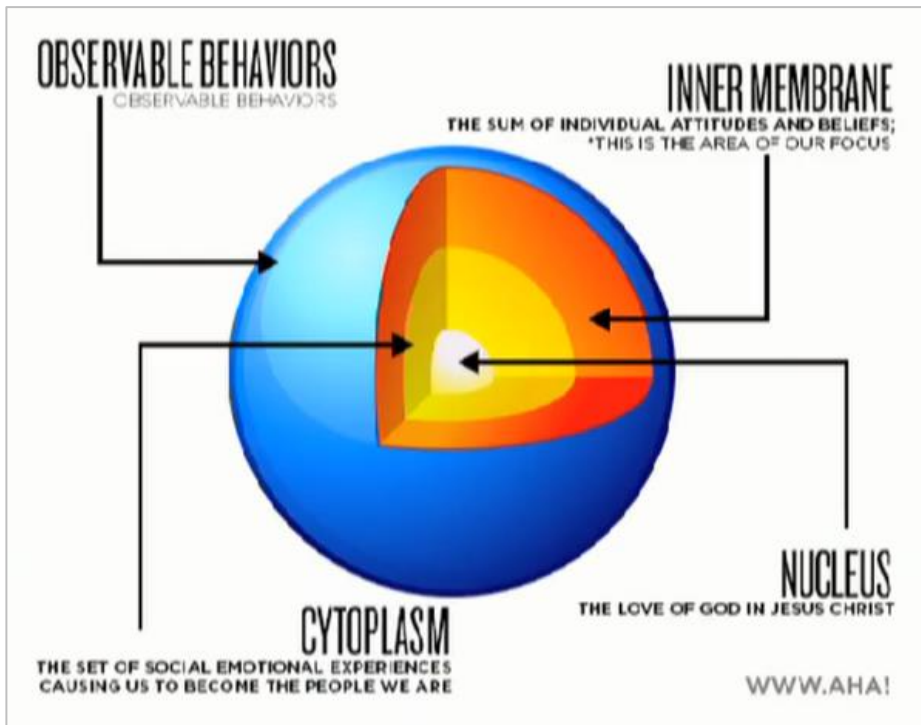 OBSERVABLE BEHAVIORS
OBSERVABLE BEHAVIORS
INNER MEMBRANE
THE SUM OF INDIVIDUAL ATTITUDES AND BELIEFS;
*THIS IS THE AREA OF OUR FOCUS
NUCLEUS
THE LOVE OF GOD IN JESUS CHRIST
CYTOPLASM
THE SET OF SOCIAL EMOTIONAL EXPERIENCES
CAUSING US TO BECOME THE PEOPLE WE ARE
WWW.AHA!